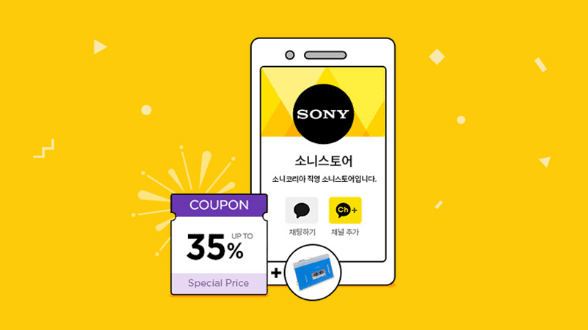 SONY
소니스토어
소니코리아 직영 소니스토어입니다.
Ch+
채팅하기
채널 추가
COUPON
UP TO
35%
Special Price
+